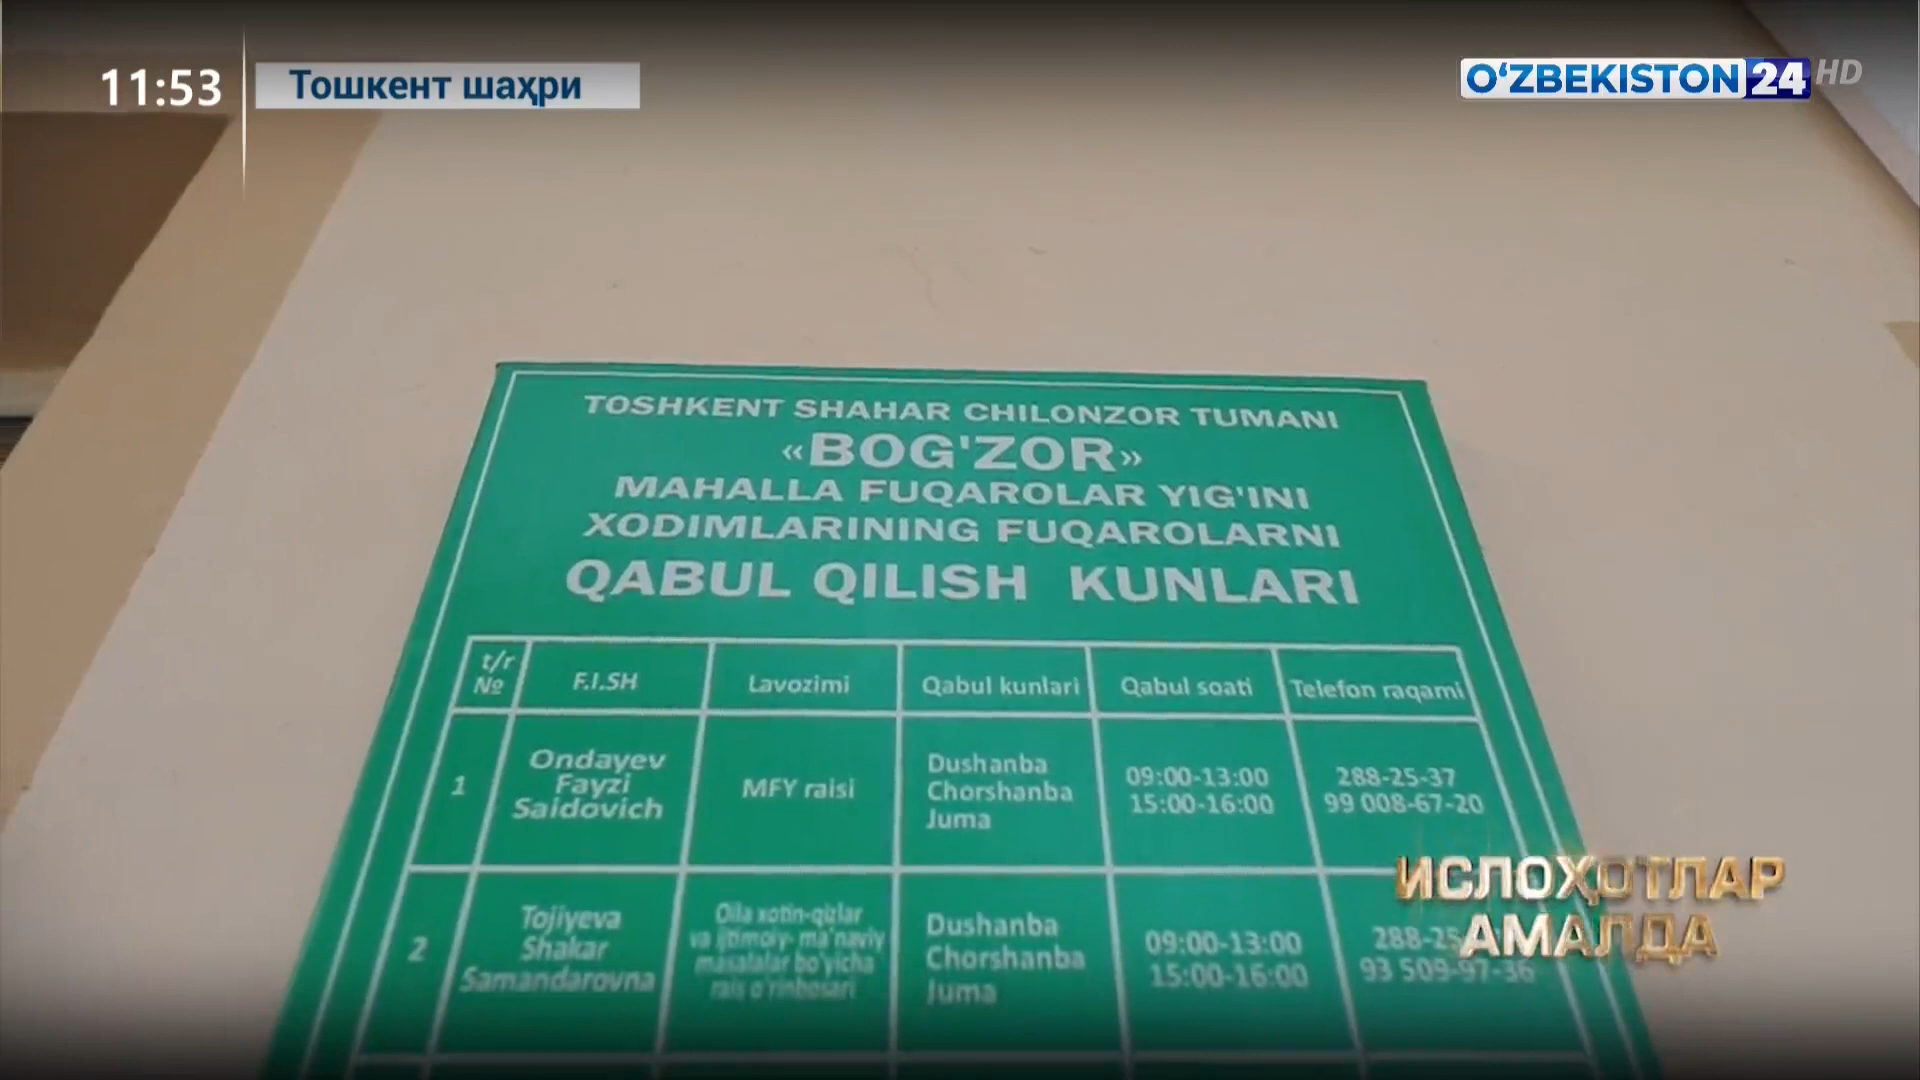 11:53
Тошкент шаҳри
O‘ZBEKISTON 24 HD
TOSHKENT SHAHAR CHILONZOR TUMANI
«BOG'ZOR»
MAHALLA FUQAROLAR YIG'INI
XODIMLARINING FUQAROLARNI
QABUL QILISH KUNLARI
t/r №
F.I.SH
Lavozimi
Qabul kunlari
Qabul soati
Telefon raqami
1
Ondayev
Fayzi
Saidovich
MFY raisi
Dushanba
Chorshanba
Juma
09:00-13:00
15:00-16:00
288-25-37
99 008-67-20
2
Tojiyeva
Shakar
Samandarovna
Oila xotin-qizlar
va ijtimoiy- ma'naviy
masalalar bo'yicha
rais o'rinbosari
Dushanba
Chorshanba
Juma
09:00-13:00
15:00-16:00
93 509-97-36
ИСЛОҲОТЛАР
АМАЛДА